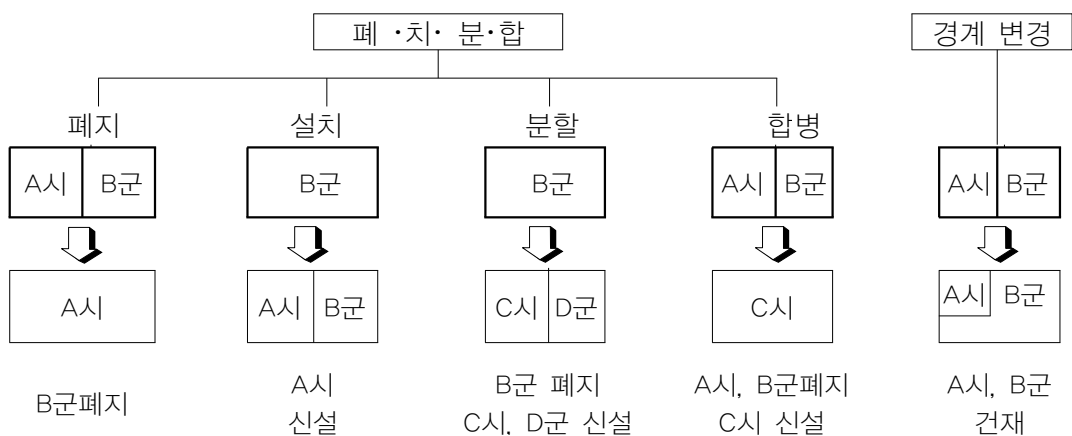 폐 ·치· 분·합
경계 변경
폐지
설치
분할
합병
A시
B군
B군
B군
A시
B군
A시
B군
A시
A시
B군
C시
D군
C시
A시
B군
B군폐지
A시
신설
B군 폐지
C시, D군 신설
A시, B군폐지
C시 신설
A시, B군
건재